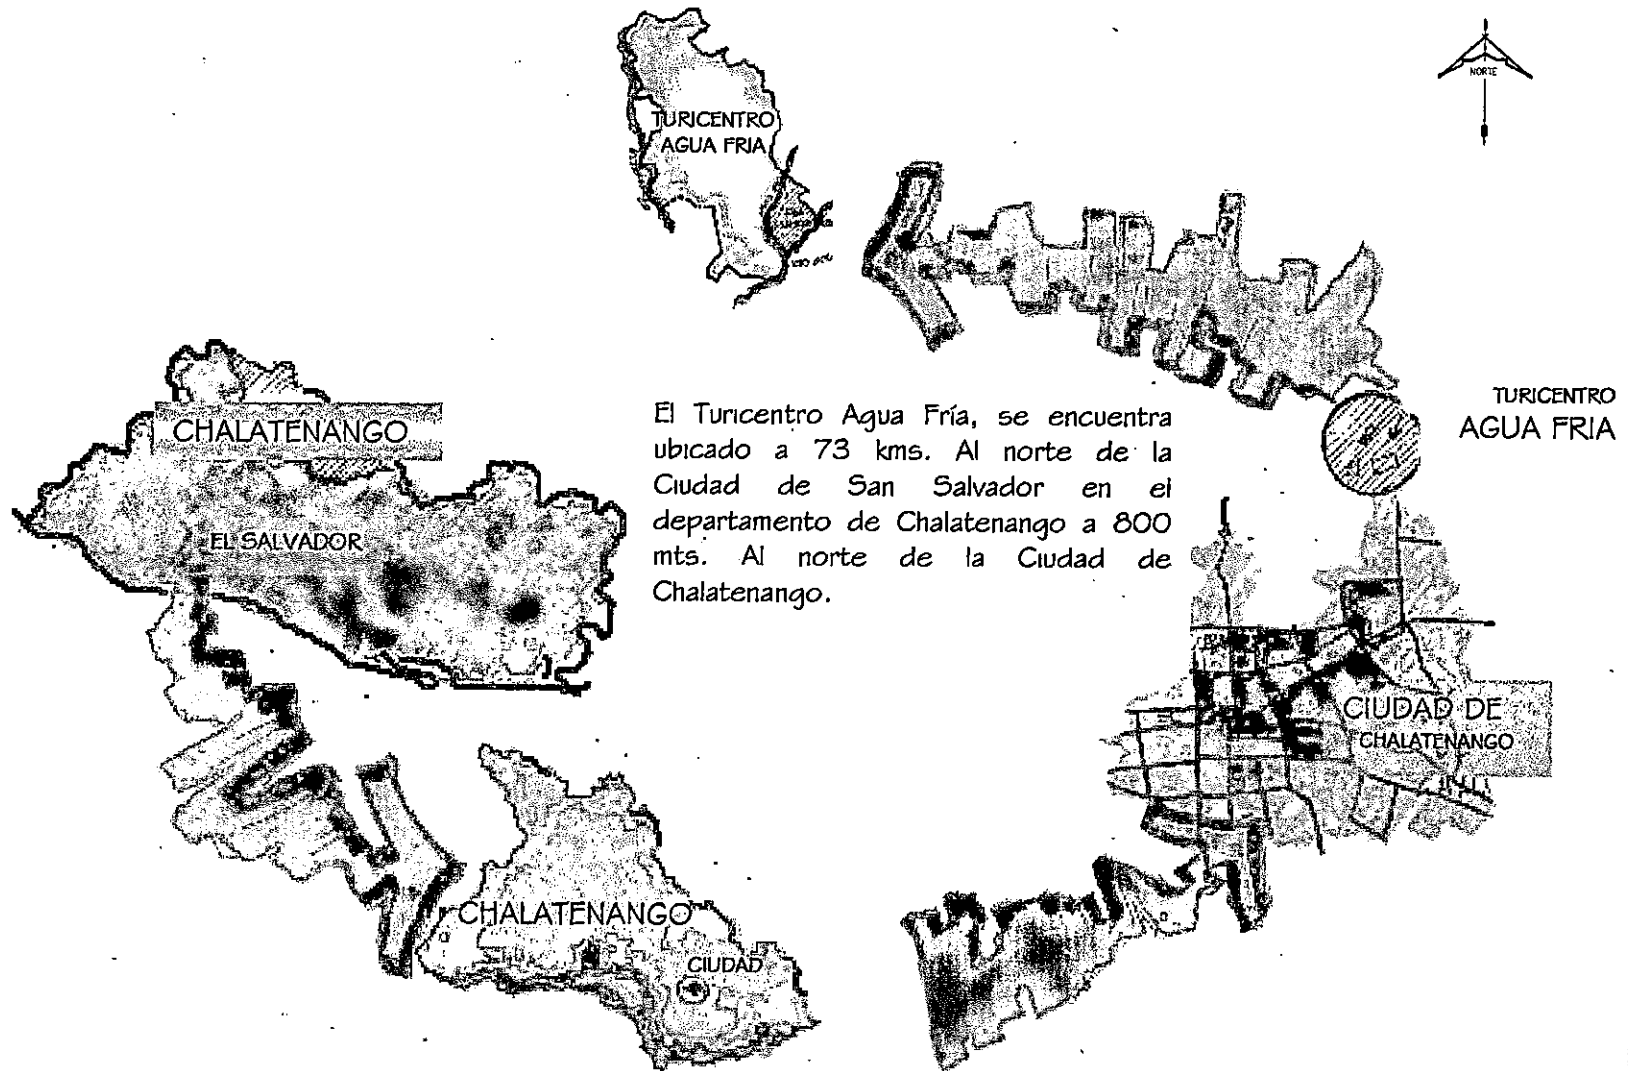 NORTE
TURICENTRO
AGUA FRIA
TURICENTRO
AGUA FRIA
CHALATENANGO
EL SALVADOR
El Turicentro Agua Fría, se encuentra
ubicado a 73 kms. Al norte de la
Ciudad de San Salvador en el
departamento de Chalatenango a 800
mts. Al norte de la Ciudad de
Chalatenango.
CIUDAD DE
CHALATENANGO
CHALATENANGO
CIUDAD